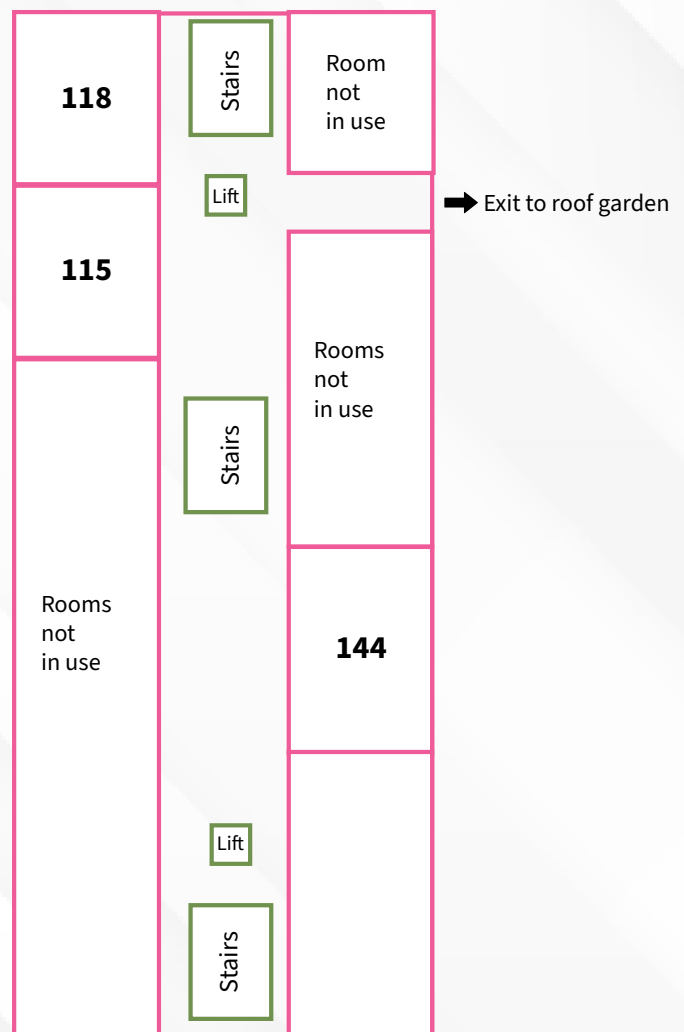 118
Stairs
Room
not
in use
Lift
Exit to roof garden
115
Rooms
not
in use
Stairs
Rooms
not
in use
144
Lift
Stairs